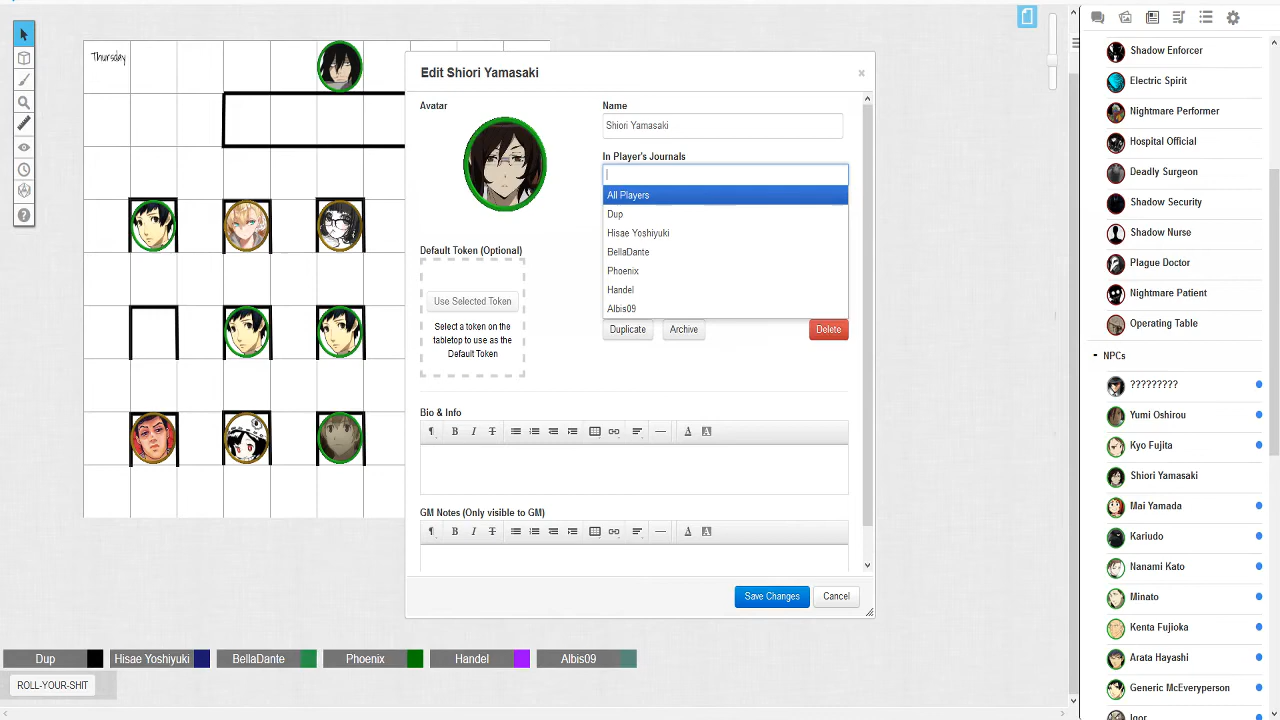 Thursday
Edit Shiori Yamasaki
×
Avatar
Name
Shiori Yamasaki
In Player's Journals
All Players
Dup
Hisae Yoshiyuki
BellaDante
Phoenix
Handel
Albis09
Default Token (Optional)
Use Selected Token
Select a token on the
tabletop to use as the
Default Token
Duplicate
Archive
Delete
Bio & Info
¶ B I T A A
GM Notes (Only visible to GM)
¶ B I T A A
Save Changes
Cancel
Shadow Enforcer
Electric Spirit
Nightmare Performer
Hospital Official
Deadly Surgeon
Shadow Security
Shadow Nurse
Plague Doctor
Nightmare Patient
Operating Table
NPCs
?????????
Yumi Oshirou
Kyo Fujita
Shiori Yamasaki
Mai Yamada
Kariudo
Nanami Kato
Minato
Kenta Fujioka
Arata Hayashi
Generic McEveryperson
Igor
Dup
Hisae Yoshiyuki
BellaDante
Phoenix
Handel
Albis09
ROLL-YOUR-SHIT